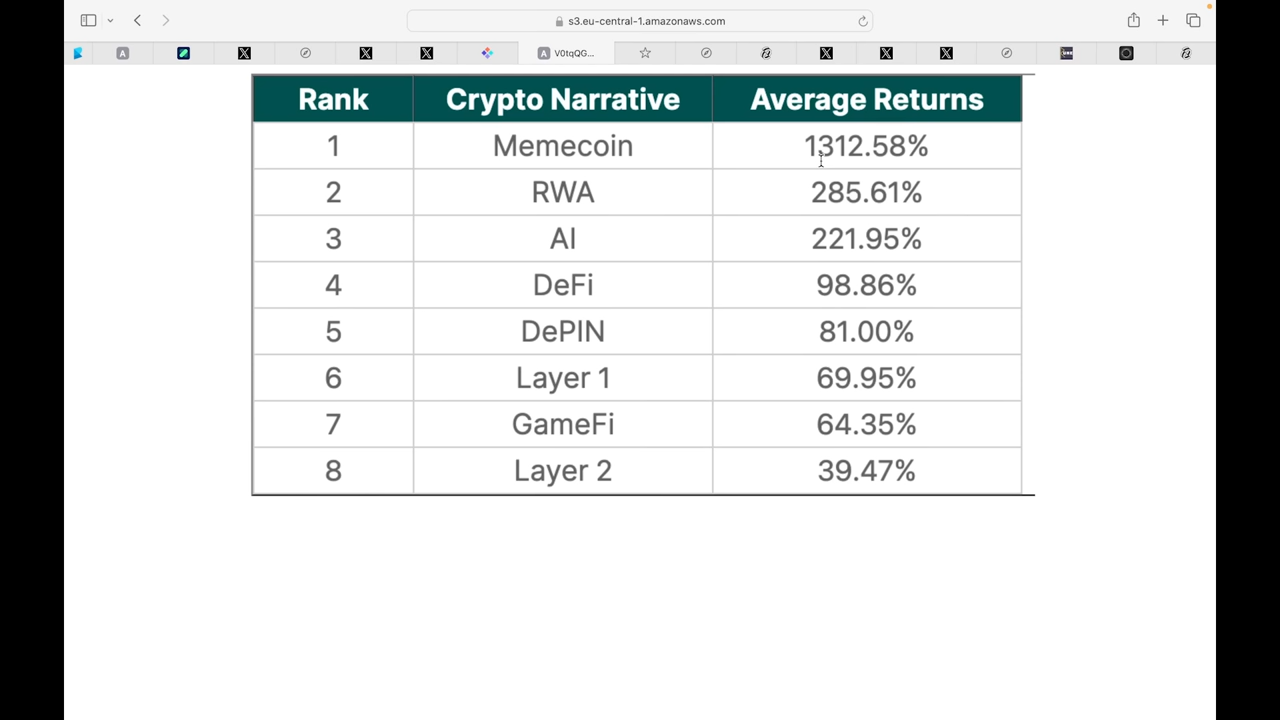 s3.eu-central-1.amazonaws.com
V0tqQG...
Rank Crypto Narrative Average Returns
1 Memecoin 1312.58%
2 RWA 285.61%
3 AI 221.95%
4 DeFi 98.86%
5 DePIN 81.00%
6 Layer 1 69.95%
7 GameFi 64.35%
8 Layer 2 39.47%